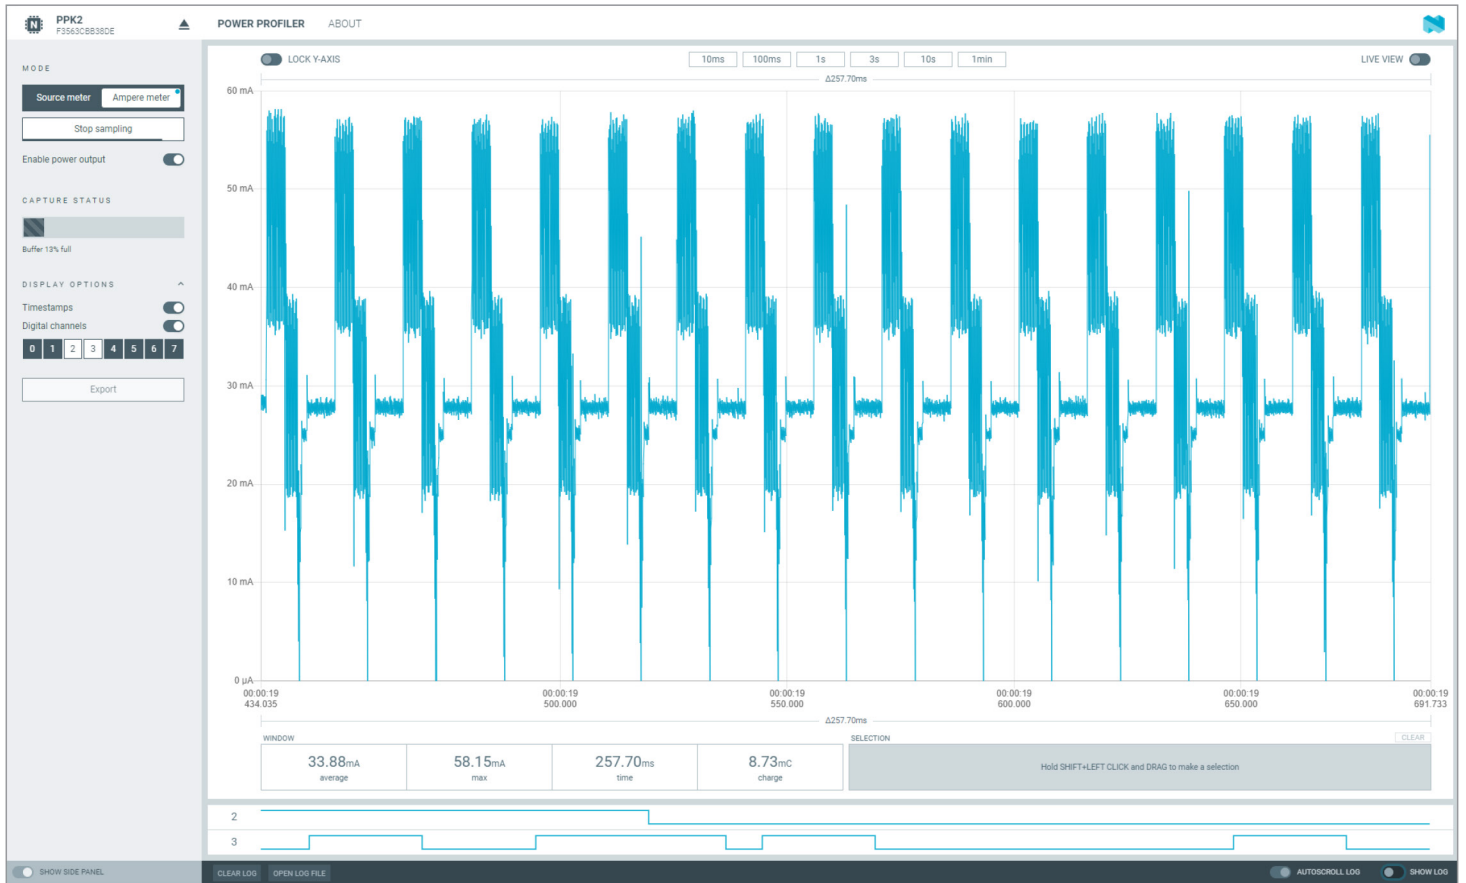 PPK2
F3563CBB38DE
POWER PROFILER
ABOUT
MODE
Source meter
Ampere meter
Stop sampling
Enable power output
CAPTURE STATUS
Buffer 13% full
DISPLAY OPTIONS
Timestamps
Digital channels
0 1 2 3 4 5 6 7
Export
SHOW SIDE PANEL
LOCK Y-AXIS
10ms 100ms 1s 3s 10s 1min
LIVE VIEW
Δ257.70ms
60 mA
50 mA
40 mA
30 mA
20 mA
10 mA
0 µA
00:00:19 00:00:19 00:00:19 00:00:19 00:00:19 00:00:19
434.035 500.000 550.000 600.000 650.000 691.733
Δ257.70ms
WINDOW
33.88mA 58.15mA 257.70ms 8.73mC
average max time charge
SELECTION
CLEAR
Hold SHIFT+LEFT CLICK and DRAG to make a selection
2
3
CLEAR LOG OPEN LOG FILE
AUTOSCROLL LOG SHOW LOG